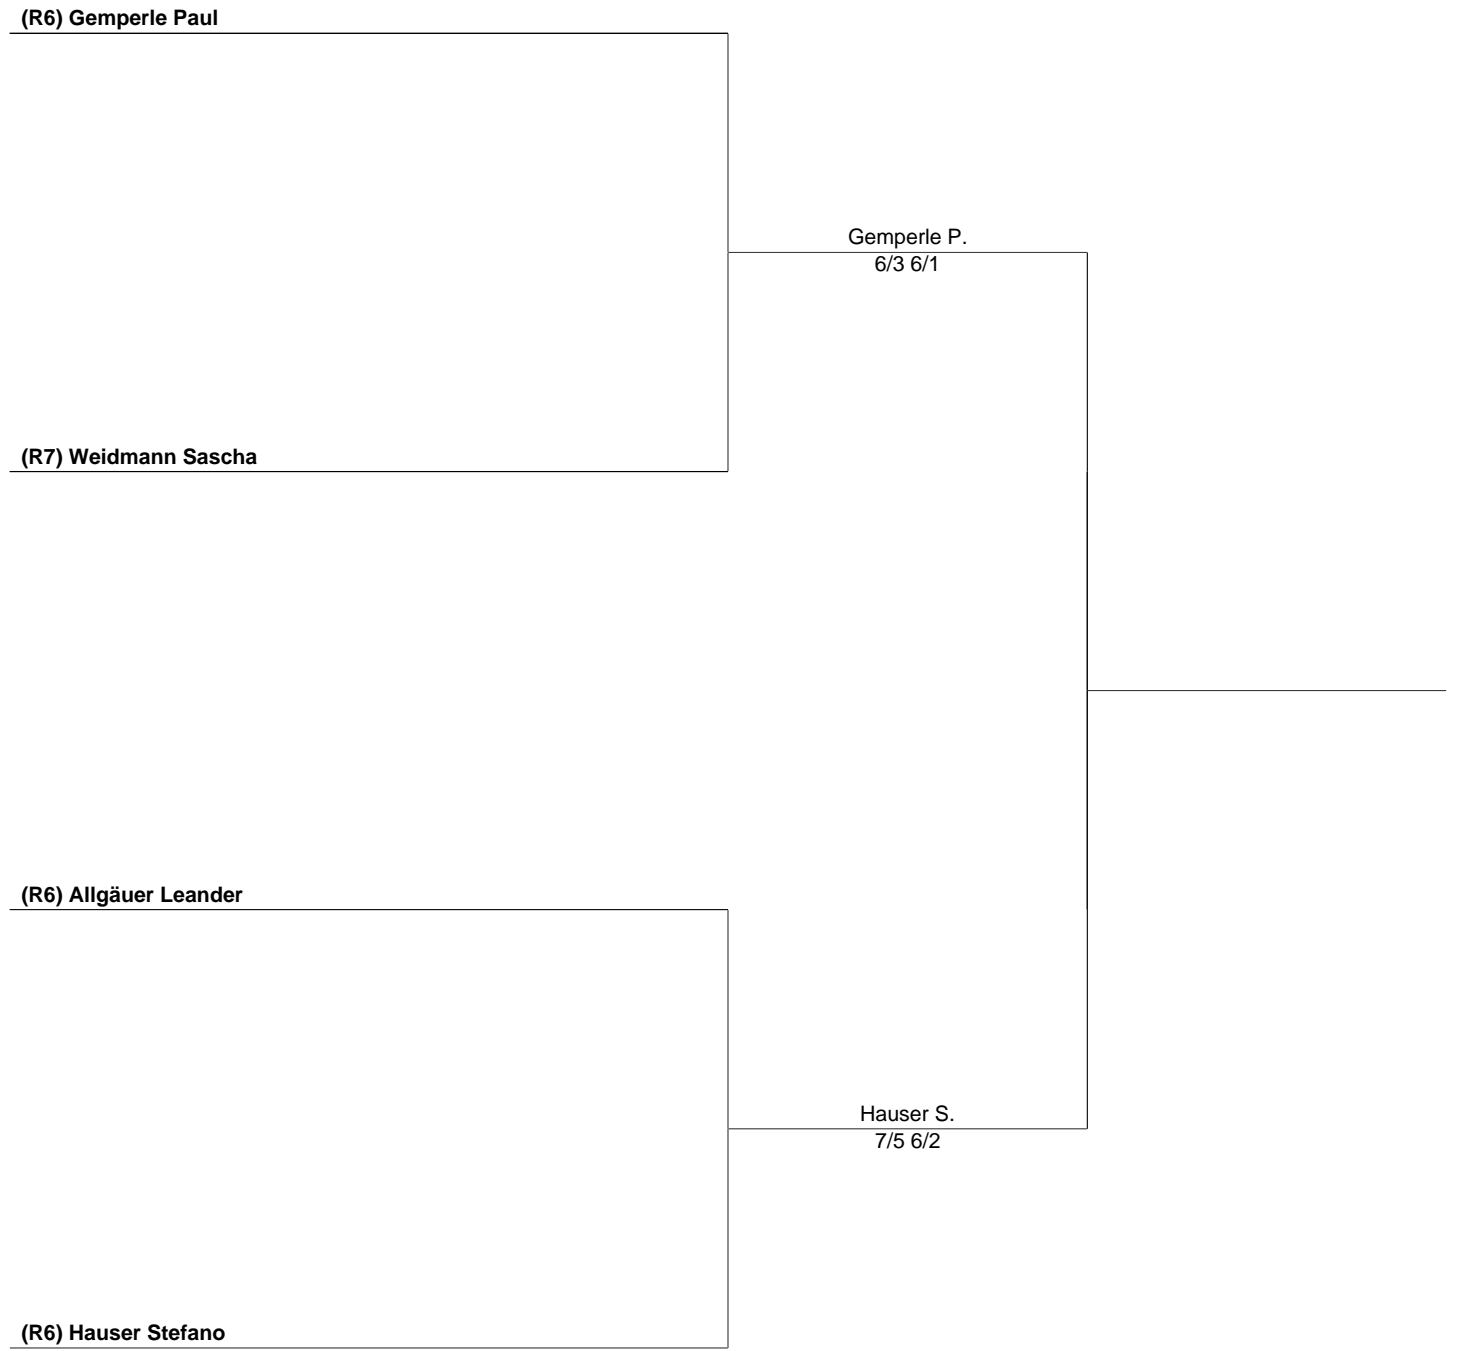 (R6) Gemperle Paul
Gemperle P.
6/3 6/1
(R7) Weidmann Sascha
(R6) Allgäuer Leander
Hauser S.
7/5 6/2
(R6) Hauser Stefano